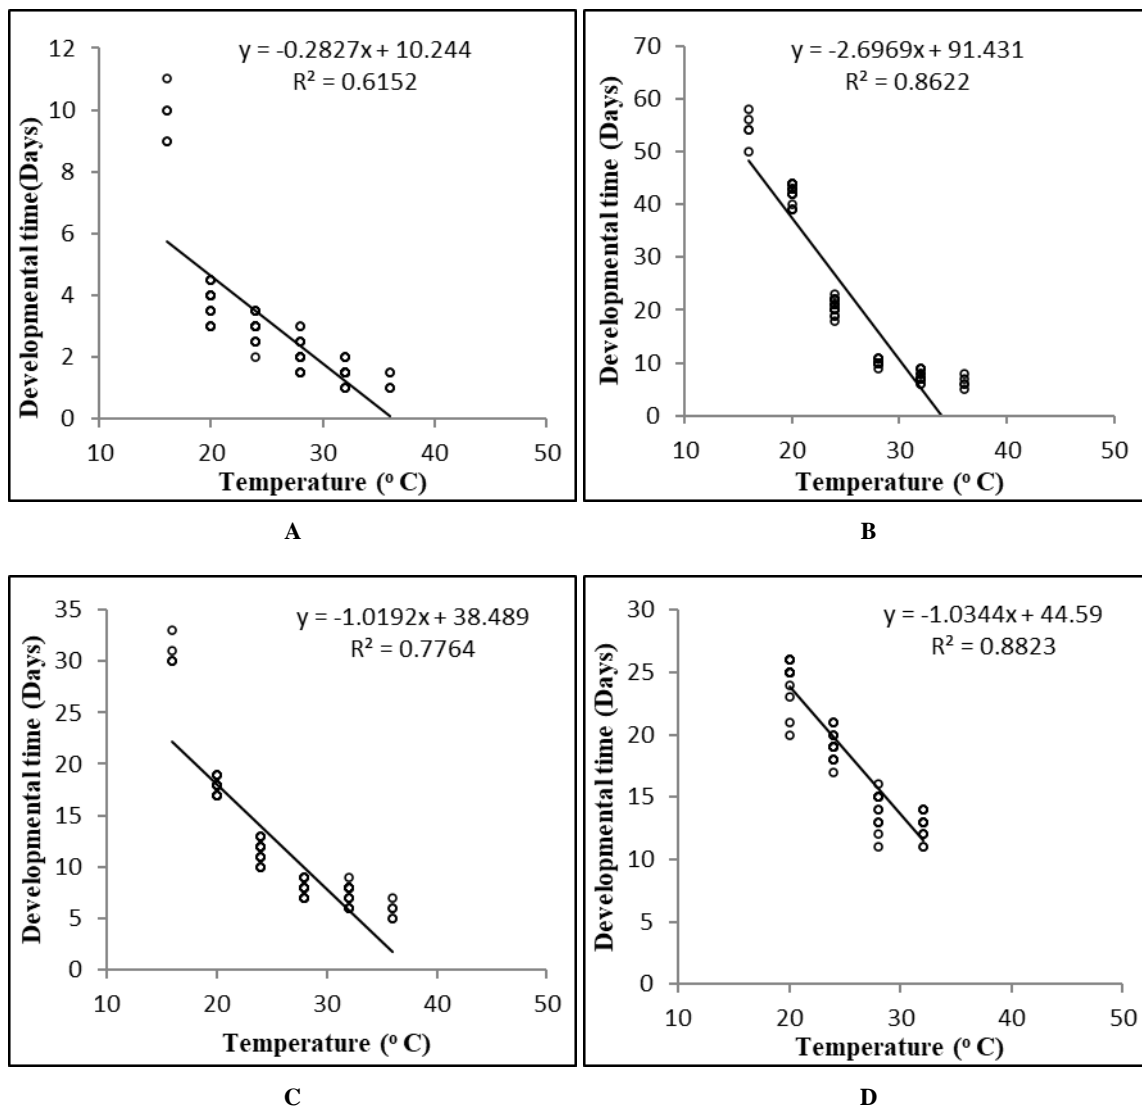 y = -0.2827x + 10.244
R² = 0.6152
12
10
8
6
4
2
0
10 20 30 40 50
Developmental time(Days)
Temperature (° C)
A
y = -2.6969x + 91.431
R² = 0.8622
70
60
50
40
30
20
10
0
10 20 30 40 50
Developmental time (Days)
Temperature (° C)
B
y = -1.0192x + 38.489
R² = 0.7764
35
30
25
20
15
10
5
0
10 20 30 40 50
Developmental time (Days)
Temperature (° C)
C
y = -1.0344x + 44.59
R² = 0.8823
30
25
20
15
10
5
0
10 20 30 40 50
Developmental time (Days)
Temperature (° C)
D